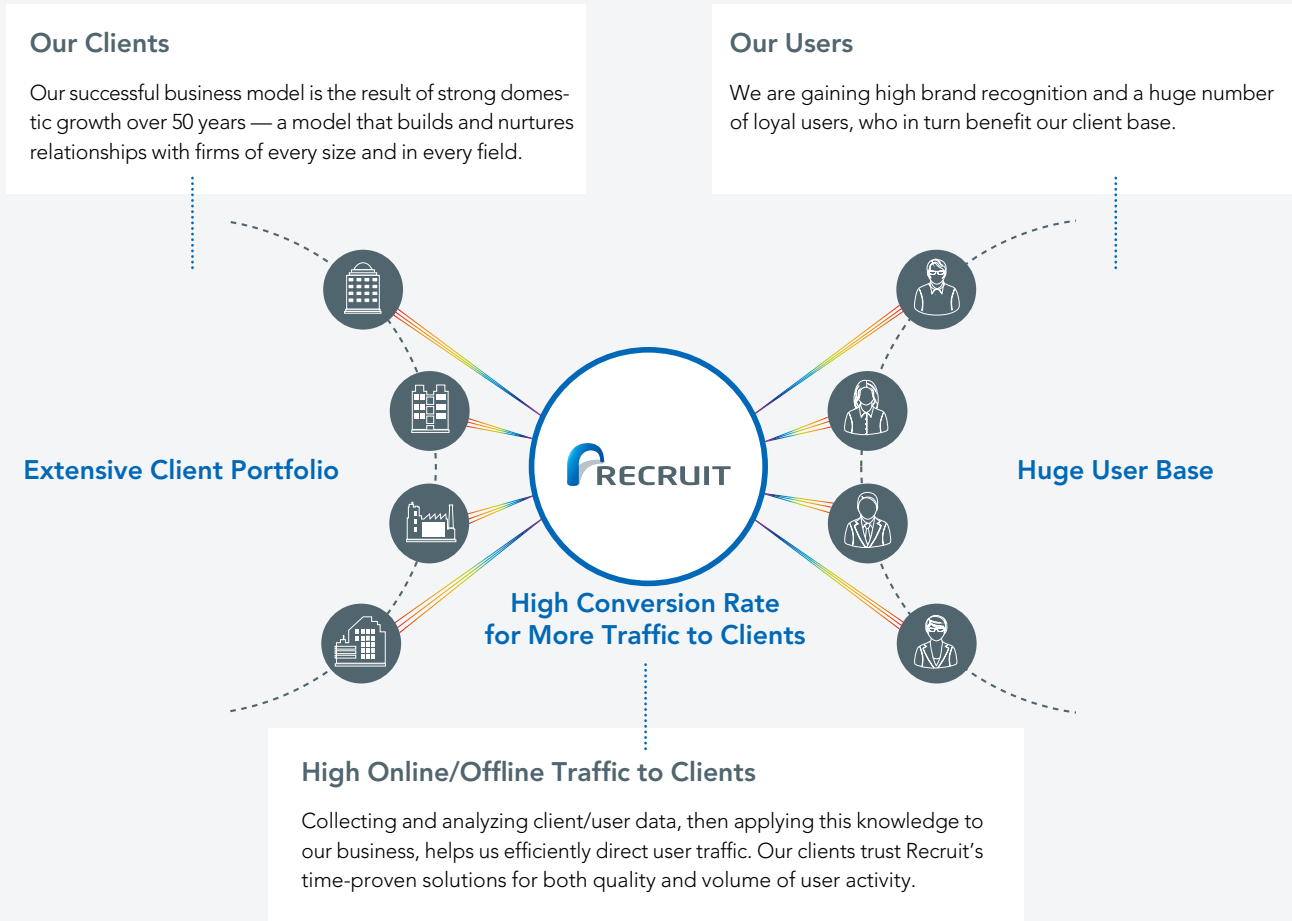 Our Clients
Our successful business model is the result of strong domes-
tic growth over 50 years — a model that builds and nurtures
relationships with firms of every size and in every field.
Our Users
We are gaining high brand recognition and a huge number
of loyal users, who in turn benefit our client base.
Extensive Client Portfolio
RECRUIT
Huge User Base
High Conversion Rate
for More Traffic to Clients
High Online/Offline Traffic to Clients
Collecting and analyzing client/user data, then applying this knowledge to
our business, helps us efficiently direct user traffic. Our clients trust Recruit’s
time-proven solutions for both quality and volume of user activity.